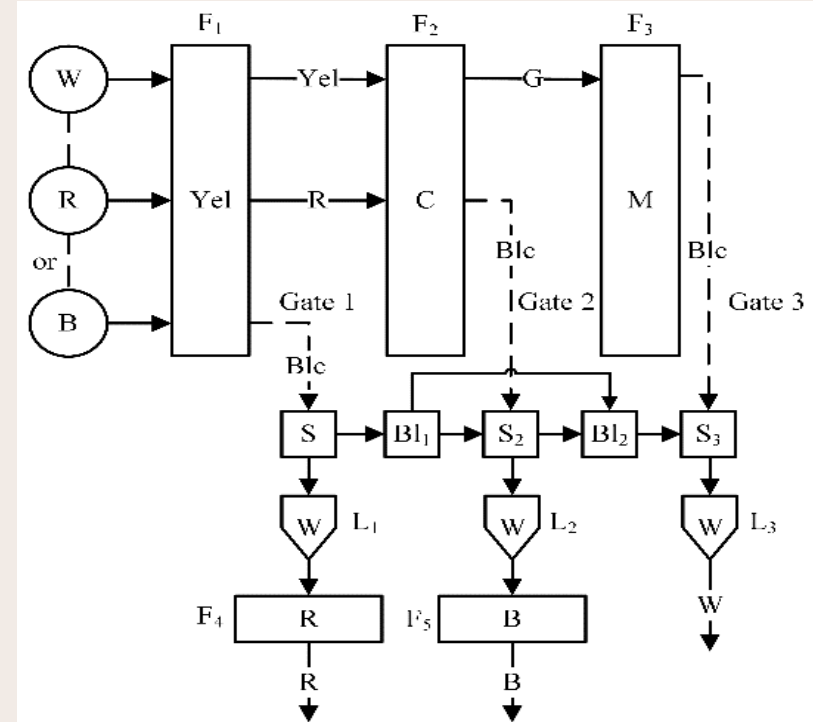 F₁ F₂ F₃
W Yel G
R Yel R C M
or Blc Blc
B Gate 1 Gate 2 Gate 3
Blc
S Bl₁ S₂ Bl₂ S₃
W L₁ W L₂ W L₃
W
F₄ R F₅ B
R B